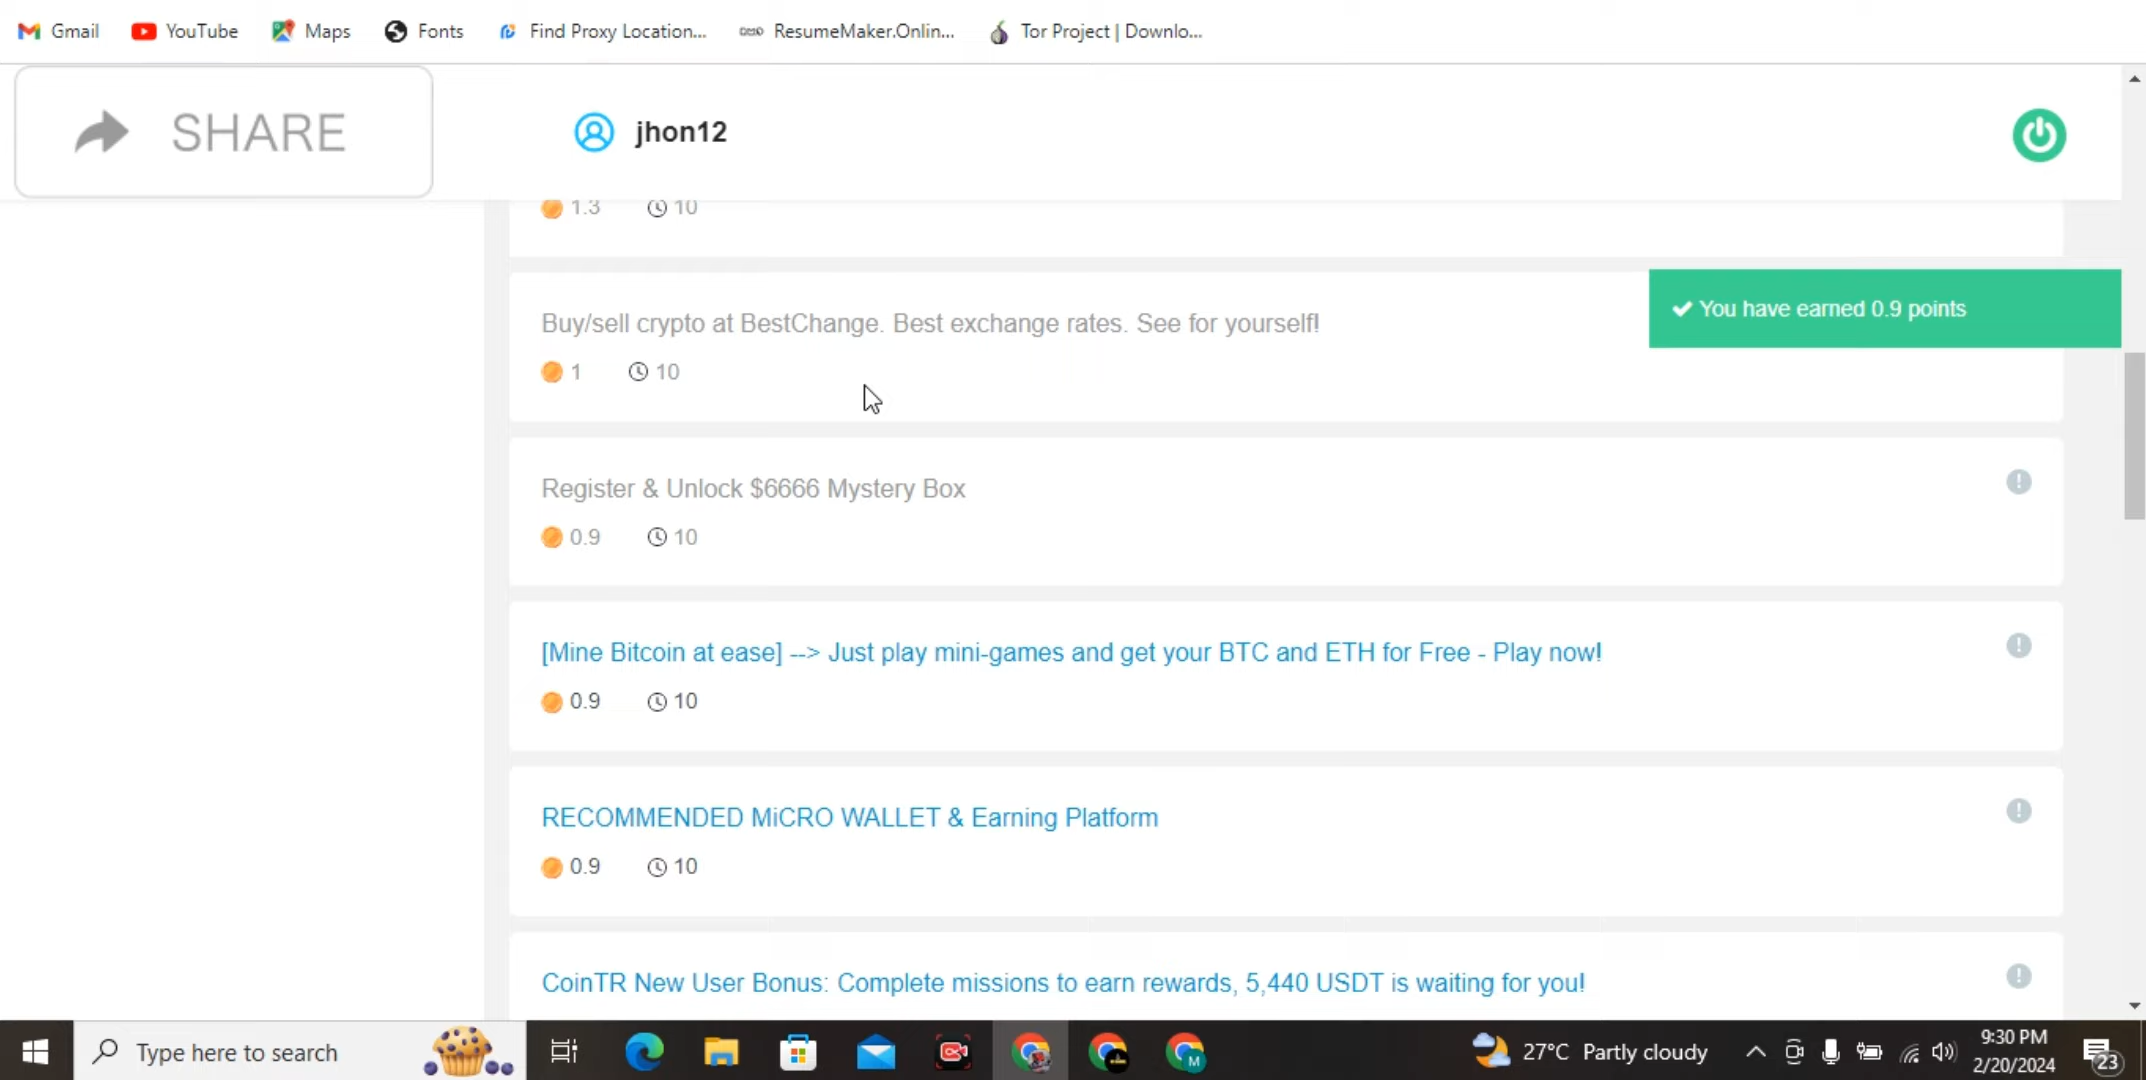 Gmail YouTube Maps Fonts Find Proxy Location... ResumeMaker.Onlin... Tor Project | Downlo...
SHARE jhon12
1.3 10
You have earned 0.9 points
Buy/sell crypto at BestChange. Best exchange rates. See for yourself!
1 10
Register & Unlock $6666 Mystery Box
0.9 10
[Mine Bitcoin at ease] --> Just play mini-games and get your BTC and ETH for Free - Play now!
0.9 10
RECOMMENDED MiCRO WALLET & Earning Platform
0.9 10
CoinTR New User Bonus: Complete missions to earn rewards, 5,440 USDT is waiting for you!
Type here to search 27°C Partly cloudy 9:30 PM
2/20/2024 23